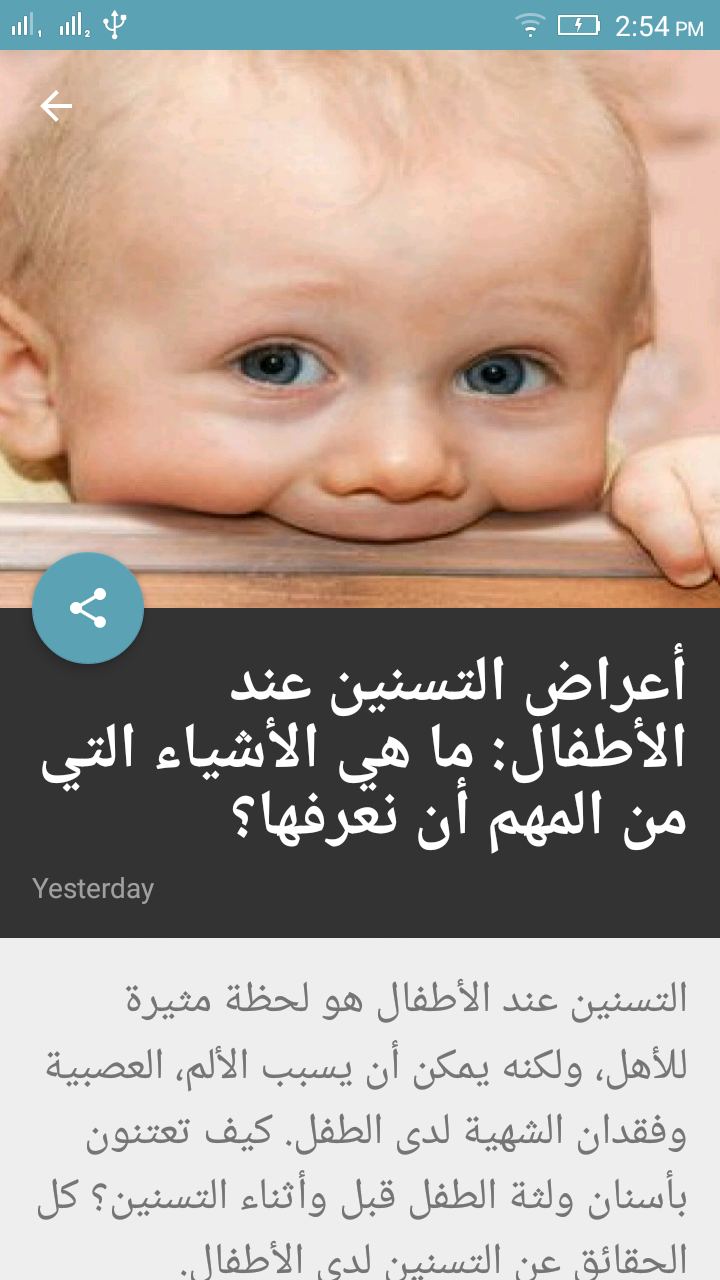 1 2 2:54 PM
أعراض التسنين عند
الأطفال: ما هي الأشياء التي
من المهم أن نعرفها؟
Yesterday
التسنين عند الأطفال هو لحظة مثيرة
للأهل، ولكنه يمكن أن يسبب الألم، العصبية
وفقدان الشهية لدى الطفل. كيف تعتنون
بأسنان ولثة الطفل قبل وأثناء التسنين؟ كل
الحقائق عن التسنين لدى الأطفال.